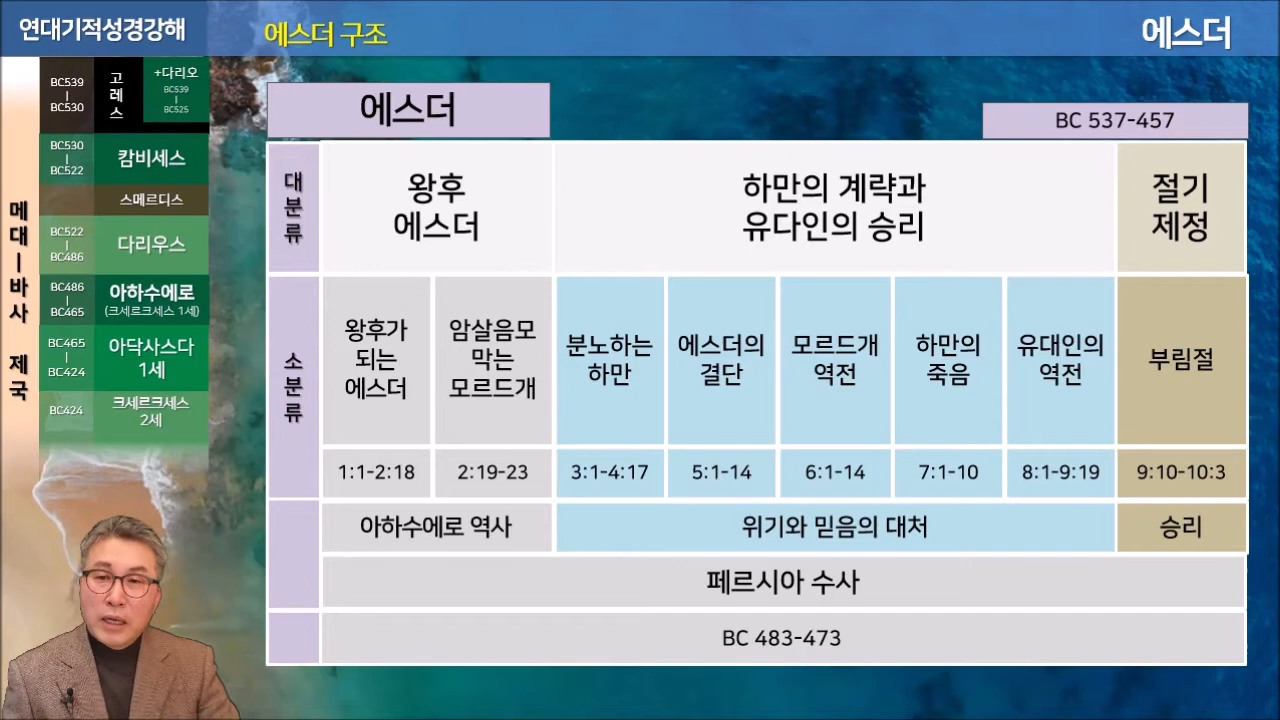 연대기적성경강해
에스더 구조
에스더
메대-바사 제국
BC539
|
BC530
고레스
+다리오
BC539
|
BC525
BC530
|
BC522
캄비세스
스메르디스
BC522
|
BC486
다리우스
BC486
|
BC465
아하수에로
(크세르크세스 1세)
BC465
|
BC424
아닥사스다
1세
BC424
크세르크세스
2세
에스더
BC 537-457
대분류
왕후
에스더
하만의 계략과
유다인의 승리
절기
제정
소분류
왕후가
되는
에스더
암살음모
막는
모르드개
분노하는
하만
에스더의
결단
모르드개
역전
하만의
죽음
유대인의
역전
부림절
1:1-2:18
2:19-23
3:1-4:17
5:1-14
6:1-14
7:1-10
8:1-9:19
9:10-10:3
아하수에로 역사
위기와 믿음의 대처
승리
페르시아 수사
BC 483-473